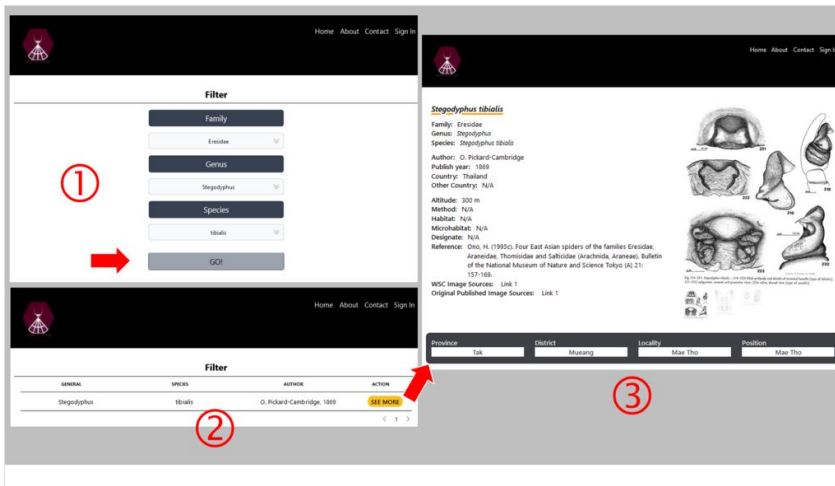 Home About Contact Sign In
Filter
Family
Eresidae
Genus
Stegodyphus
Species
tibialis
GO!
①
Home About Contact Sign In
Filter
GENERAL SPECIES AUTHOR ACTION
Stegodyphus tibialis O. Pickard-Cambridge, 1869 SEE MORE
< 1 >
②
Home About Contact Sign In
Stegodyphus tibialis
Family: Eresidae
Genus: Stegodyphus
Species: Stegodyphus tibialis
Author: O. Pickard-Cambridge
Publish year: 1869
Country: Thailand
Other Country: N/A
Altitude: 300 m
Method: N/A
Habitat: N/A
Microhabitat: N/A
Designate: N/A
Reference: Ono, H. (1995c). Four East Asian spiders of the families Eresidae,
Araneidae, Thomisidae and Salticidae (Arachnida, Araneae). Bulletin
of the National Museum of Nature and Science Tokyo (A) 21:
157-169.
WSC Image Sources: Link 1
Original Published Image Sources: Link 1
Province District Locality Position
Tak Mueang Mae Tho Mae Tho
③